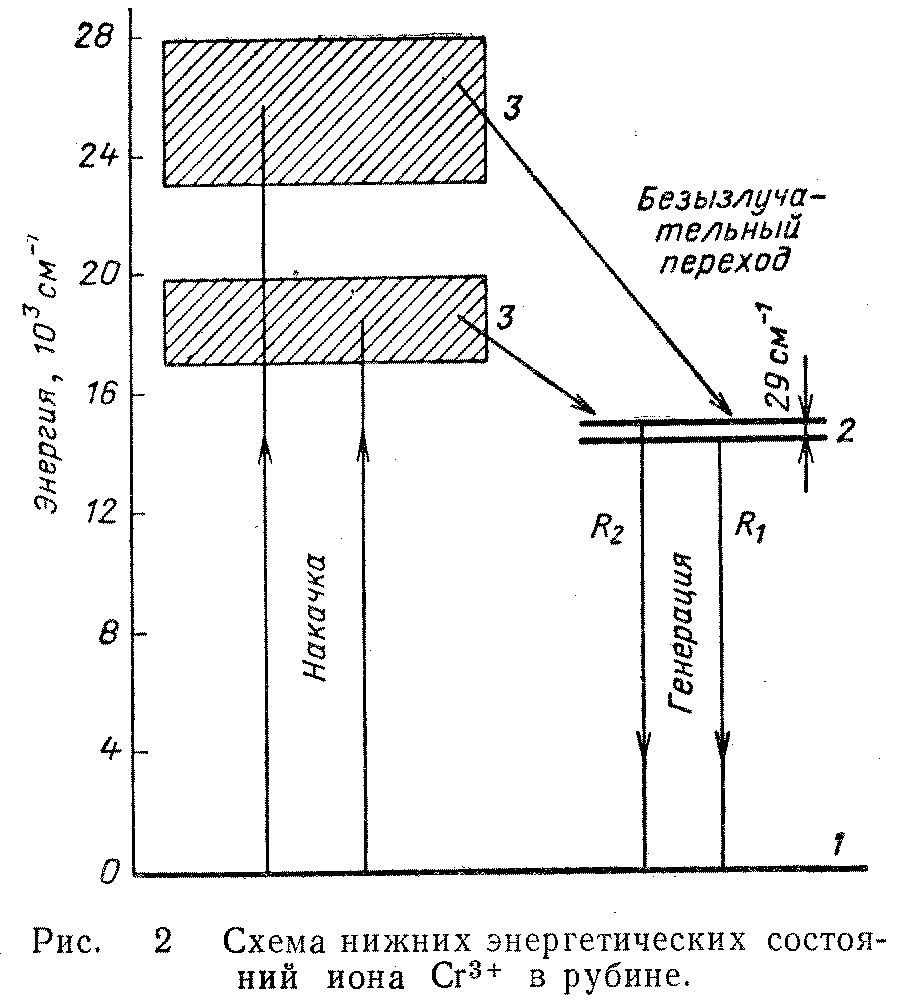 28
3
24
Безызлуча-
тельный
переход
20
3
Энергия, 10³ см⁻¹
16
29 см⁻¹
2
12
R₂
R₁
Накачка
Генерация
8
4
1
0
Рис. 2 Схема нижних энергетических состоя-
ний иона Cr³⁺ в рубине.